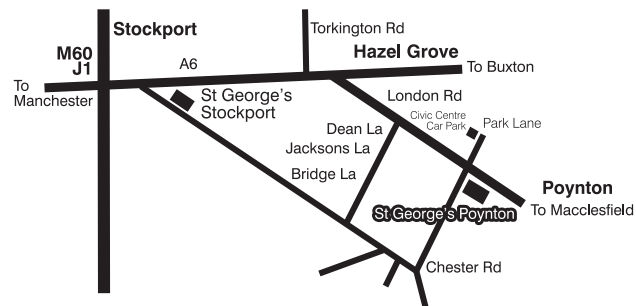 Stockport
Torkington Rd
M60
J1
Hazel Grove
A6
To Buxton
To
Manchester
St George's
Stockport
London Rd
Civic Centre
Car Park
Park Lane
Dean La
Jacksons La
Bridge La
Poynton
St George's Poynton
To Macclesfield
Chester Rd